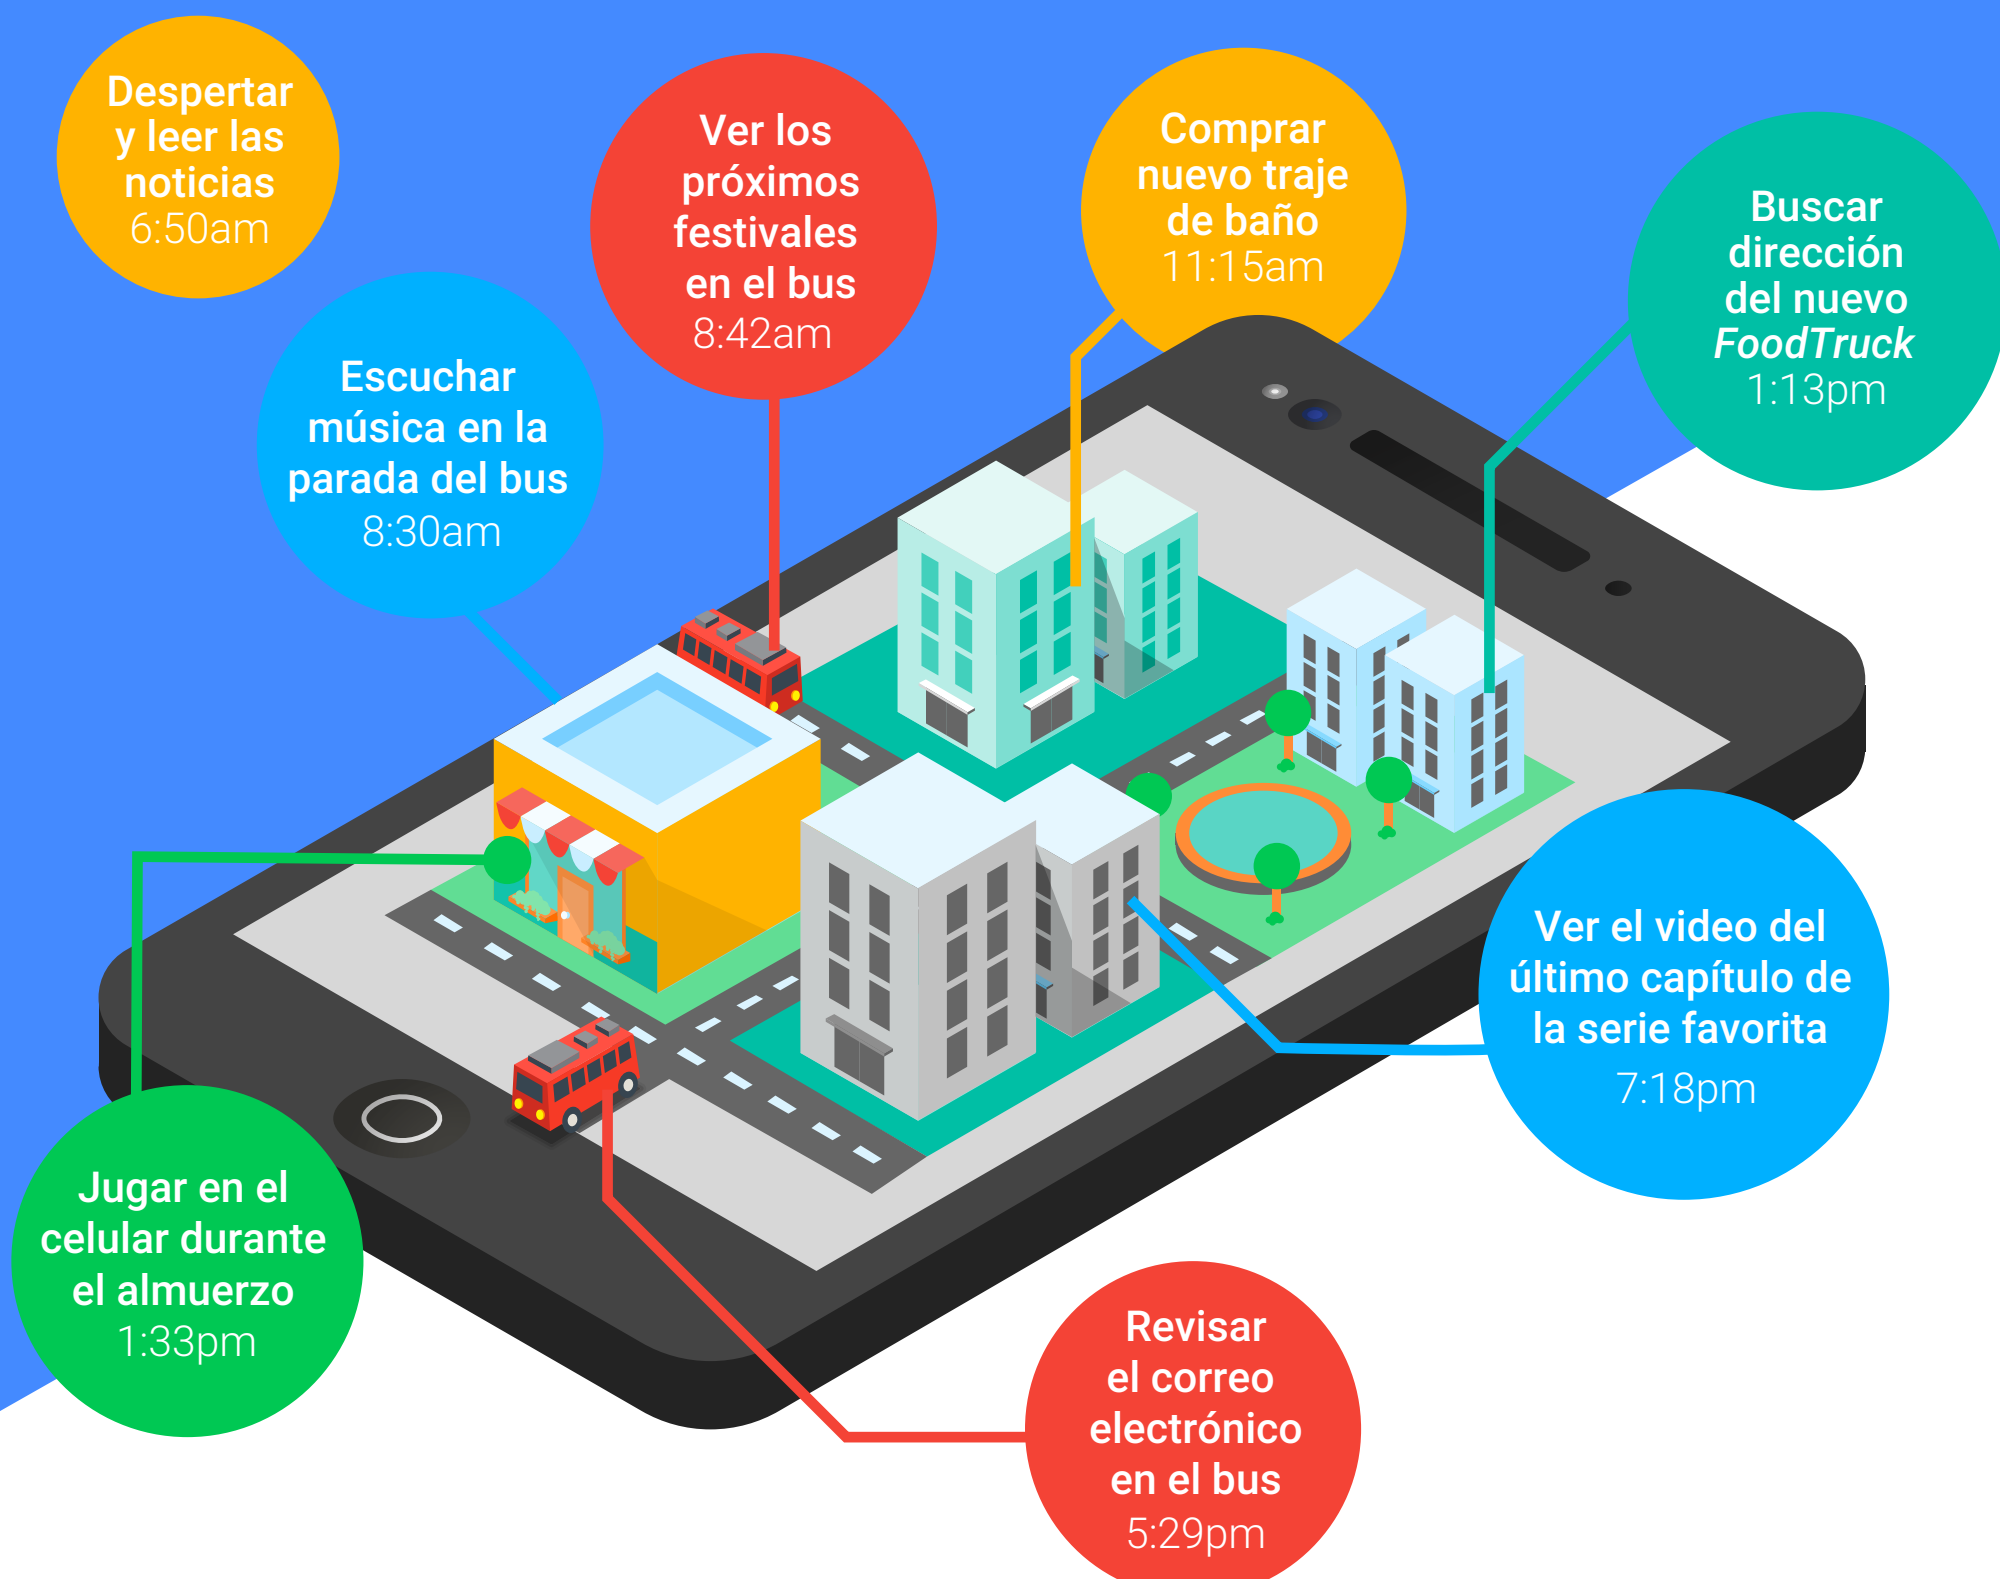 Despertar
y leer las
noticias
6:50am
Escuchar
música en la
parada del bus
8:30am
Ver los
próximos
festivales
en el bus
8:42am
Comprar
nuevo traje
de baño
11:15am
Buscar
dirección
del nuevo
FoodTruck
1:13pm
Jugar en el
celular durante
el almuerzo
1:33pm
Revisar
el correo
electrónico
en el bus
5:29pm
Ver el video del
último capítulo de
la serie favorita
7:18pm